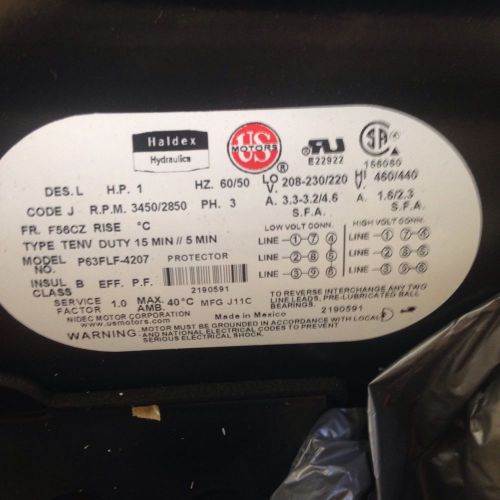 Haldex
Hydraulics
US
MOTORS
®
E22922
SA
166060
DES. L H.P. 1 HZ. 60/50 LO V. 208-230/220 HI V. 460/440
CODE J R.P.M. 3450/2850 PH. 3 A. 3.3-3.2/4.6 A. 1.6/2.3
S.F.A. S.F.A.
FR. F56CZ RISE °C LOW VOLT CONN. HIGH VOLT CONN.
TYPE TENV DUTY 15 MIN // 5 MIN LINE 1 7 4 LINE 1 7 4
MODEL NO. P63FLF-4207 PROTECTOR LINE 2 8 5 LINE 2 8 5
INSUL CLASS B EFF. P.F. LINE 3 9 6 LINE 3 9 6
2190591
SERVICE FACTOR 1.0 MAX. AMB. 40°C MFG J11C
TO REVERSE INTERCHANGE ANY TWO
LINE LEADS, PRE-LUBRICATED BALL
BEARINGS.
2190591
NIDEC MOTOR CORPORATION Made in Mexico
www.usmotors.com
WARNING: MOTOR MUST BE GROUNDED IN ACCORDANCE WITH LOCAL
AND NATIONAL ELECTRICAL CODES TO PREVENT
SERIOUS ELECTRICAL SHOCK.